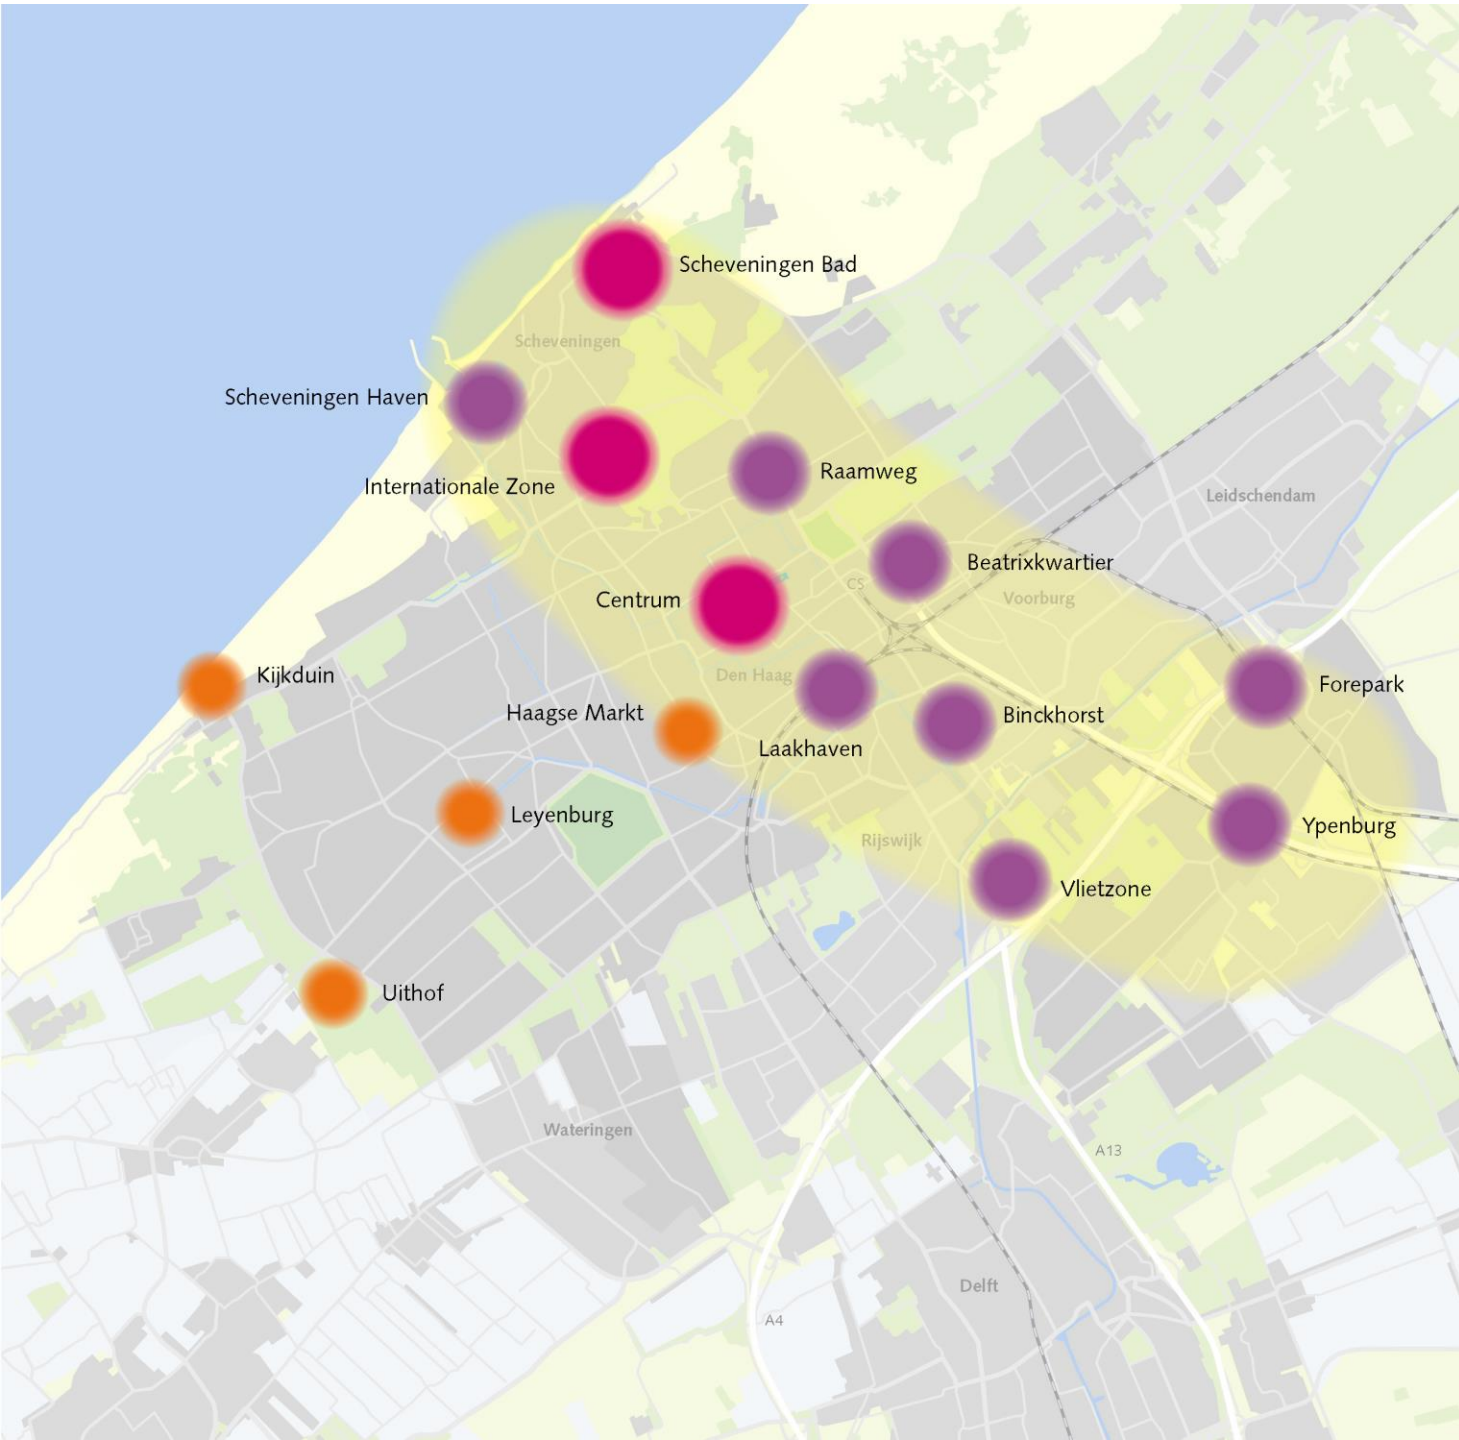 Scheveningen Bad
Scheveningen
Scheveningen Haven
Raamweg
Internationale Zone
Leidschendam
Beatrixkwartier
CS
Voorburg
Centrum
Den Haag
Kijkduin
Forepark
Haagse Markt
Binckhorst
Laakhaven
Leyenburg
Ypenburg
Rijswijk
Vlietzone
Uithof
Wateringen
A13
Delft
A4